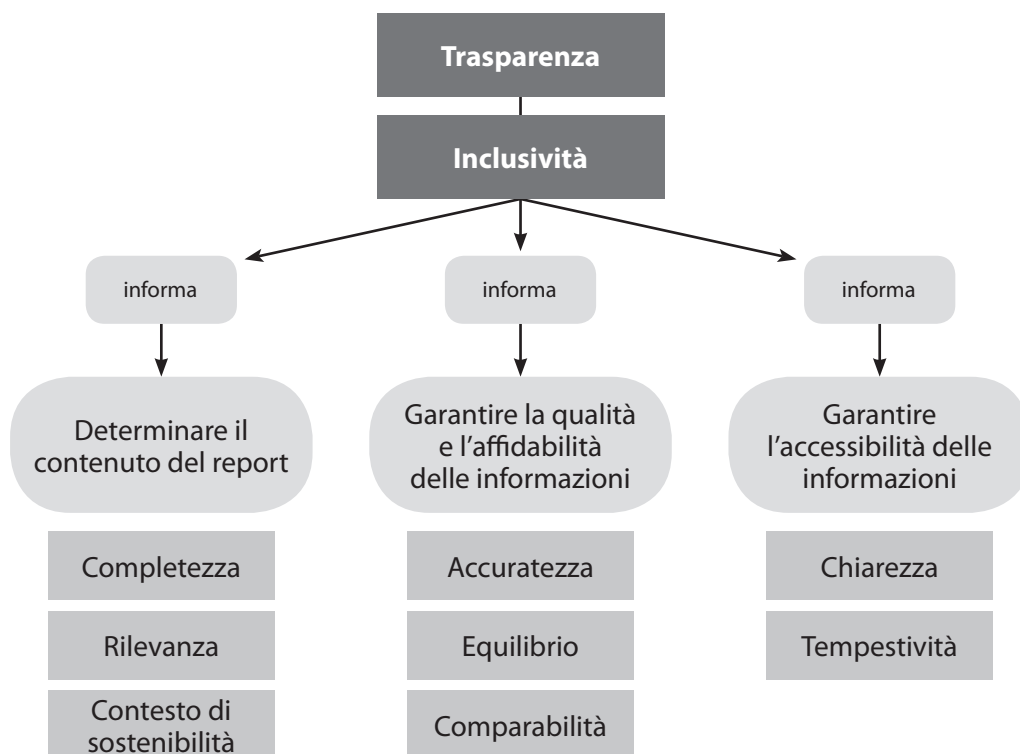 Trasparenza
Inclusività
informa
informa
informa
Determinare il
contenuto del report
Garantire la qualità
e l'affidabilità
delle informazioni
Garantire
l'accessibilità delle
informazioni
Completezza
Accuratezza
Chiarezza
Rilevanza
Equilibrio
Tempestività
Contesto di
sostenibilità
Comparabilità